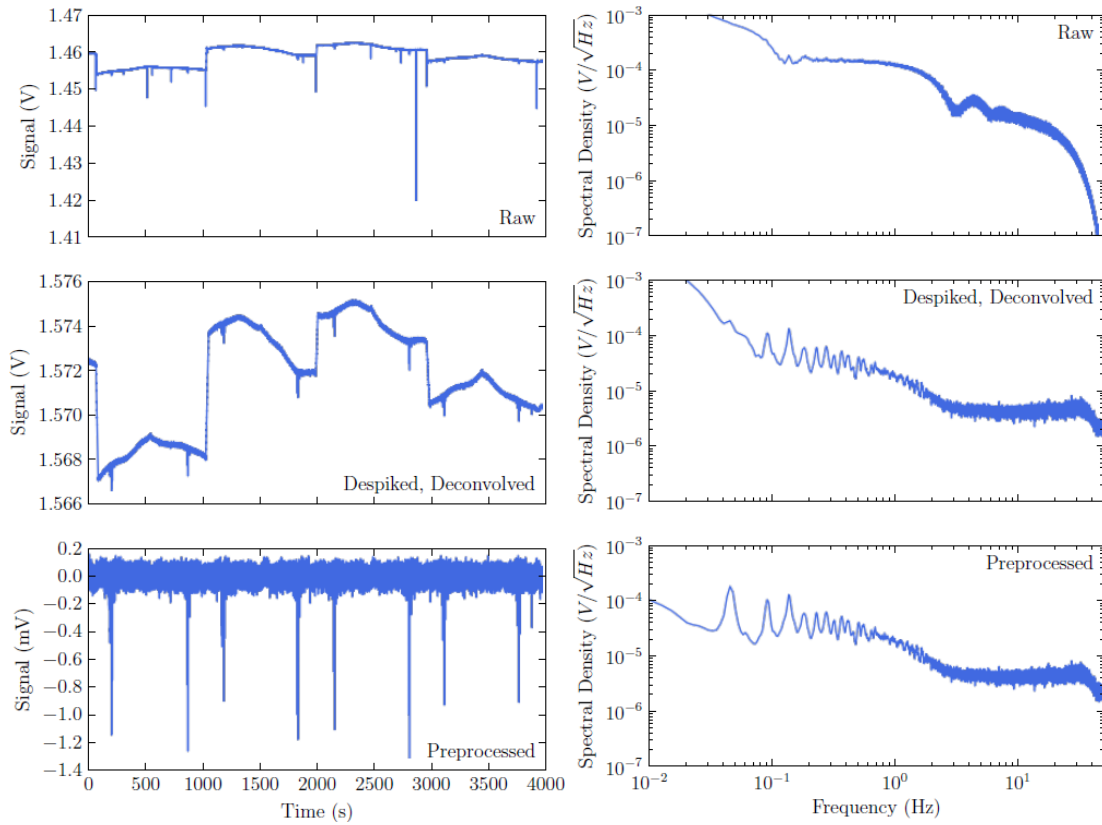 1.47
1.46
1.45
1.44
1.43
1.42
1.41
Signal (V)
Raw
10^{-3}
10^{-4}
10^{-5}
10^{-6}
10^{-7}
Spectral Density (V/√Hz)
Raw
1.576
1.574
1.572
1.570
1.568
1.566
Signal (V)
Despiked, Deconvolved
10^{-3}
10^{-4}
10^{-5}
10^{-6}
10^{-7}
Spectral Density (V/√Hz)
Despiked, Deconvolved
0.2
0.0
−0.2
−0.4
−0.6
−0.8
−1.0
−1.2
−1.4
Signal (mV)
Preprocessed
0 500 1000 1500 2000 2500 3000 3500 4000
Time (s)
10^{-3}
10^{-4}
10^{-5}
10^{-6}
10^{-7}
Spectral Density (V/√Hz)
Preprocessed
10^{-2} 10^{-1} 10^{0} 10^{1}
Frequency (Hz)